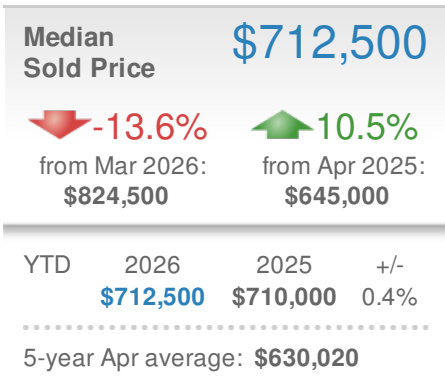 Median $712,500
Sold Price
-13.6% 10.5%
from Mar 2026: from Apr 2025:
$824,500 $645,000
YTD 2026 2025 +/-
$712,500 $710,000 0.4%
5-year Apr average: $630,020